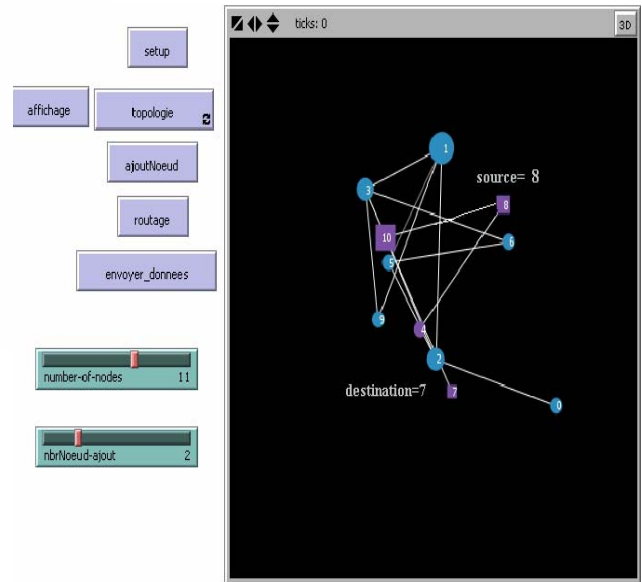 setup
ticks: 0
3D
affichage
topologie
ajoutNoeud
routage
envoyer_donnees
number-of-nodes 11
nbrNoeud-ajout 2
1
source= 8
3
8
10
6
5
9
4
2
destination=7
7
0